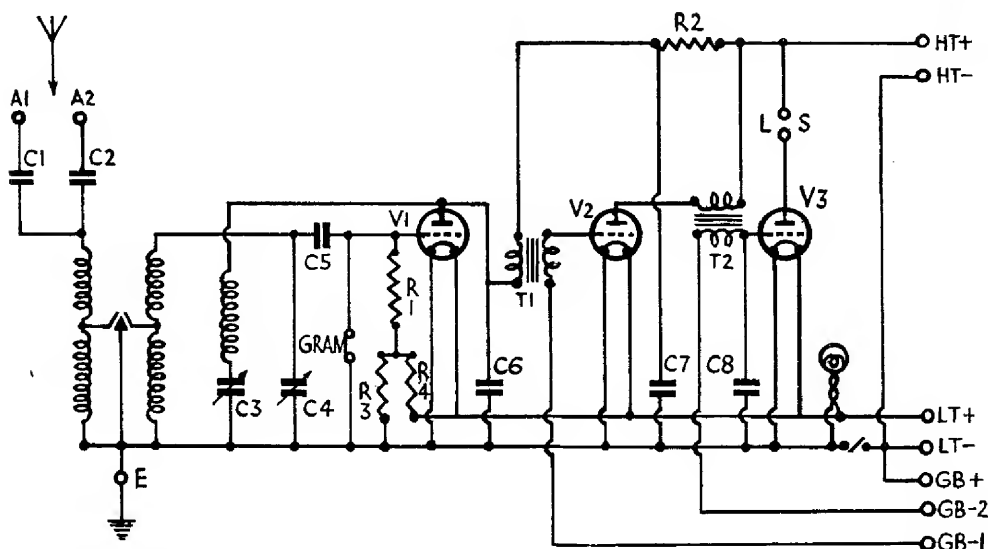 R2
HT+
HT-
A1 A2
L S
C1 C2
V1 V2 V3
C5
T1 T2
R1
GRAM
R3 R4
C6 C7 C8
C3 C4
LT+
LT-
E
GB+
GB-2
GB-1